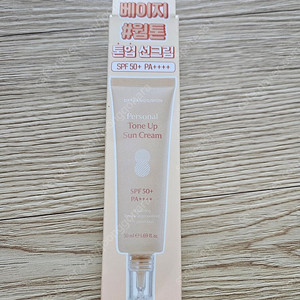 베이지
#웜톤
톤업 선크림
SPF 50+ PA++++
Personal
Tone Up
Sun Cream
SPF 50+
PA++++